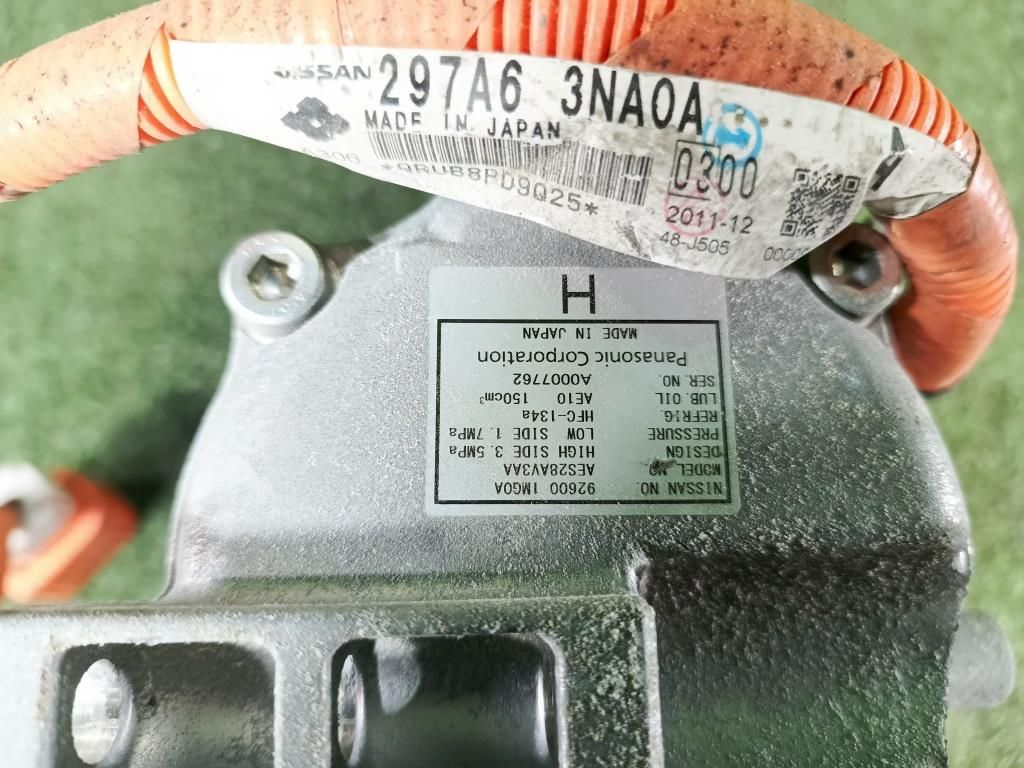 NISSAN 297A6 3NA0A
MADE IN JAPAN
0300
*QRUB8PD9Q25*
2011-12
48-J505
NISSAN NO. 92600 1MG0A
MODEL NO. AES28AV3AA
DESIGN PRESSURE HIGH SIDE 3.5MPa
LOW SIDE 1.7MPa
REFRIG. HFC-134a
LUB. OIL AE10 150cm³
SER. NO. A0007762
Panasonic Corporation
MADE IN JAPAN
H